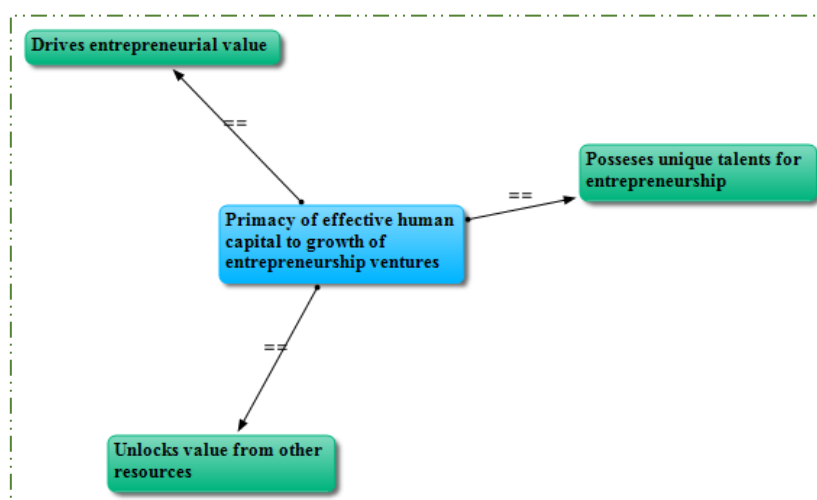 Drives entrepreneurial value
==
Posseses unique talents for
entrepreneurship
==
Primacy of effective human
capital to growth of
entrepreneurship ventures
==
Unlocks value from other
resources